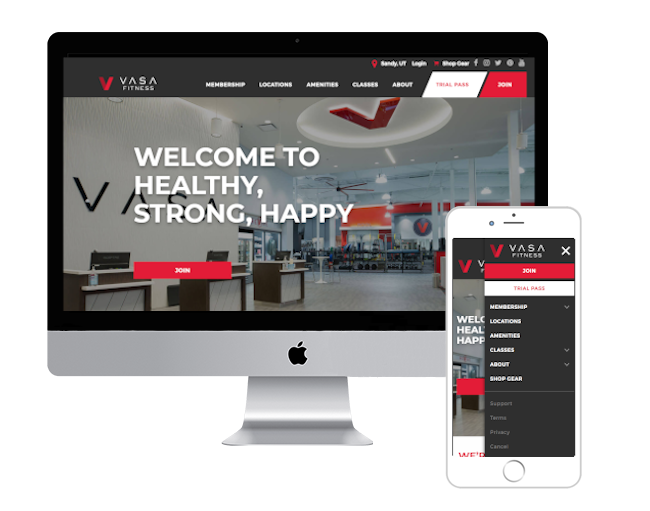 Sandy, UT Login Shop Gear
VASA
FITNESS
MEMBERSHIP LOCATIONS AMENITIES CLASSES ABOUT TRIAL PASS JOIN
WELCOME TO
HEALTHY,
STRONG, HAPPY
VASA
JOIN
VASA
FITNESS
JOIN
TRIAL PASS
MEMBERSHIP
LOCATIONS
AMENITIES
CLASSES
ABOUT
SHOP GEAR
Support
Terms
Privacy
Cancel
WELC
HEAL
HAPP
WE'R